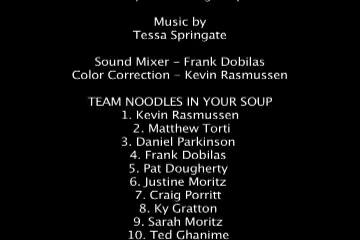 Music by
Tessa Springate
Sound Mixer - Frank Dobilas
Color Correction - Kevin Rasmussen
TEAM NOODLES IN YOUR SOUP
1. Kevin Rasmussen
2. Matthew Torti
3. Daniel Parkinson
4. Frank Dobilas
5. Pat Dougherty
6. Justine Moritz
7. Craig Porritt
8. Ky Gratton
9. Sarah Moritz
10. Ted Ghanime